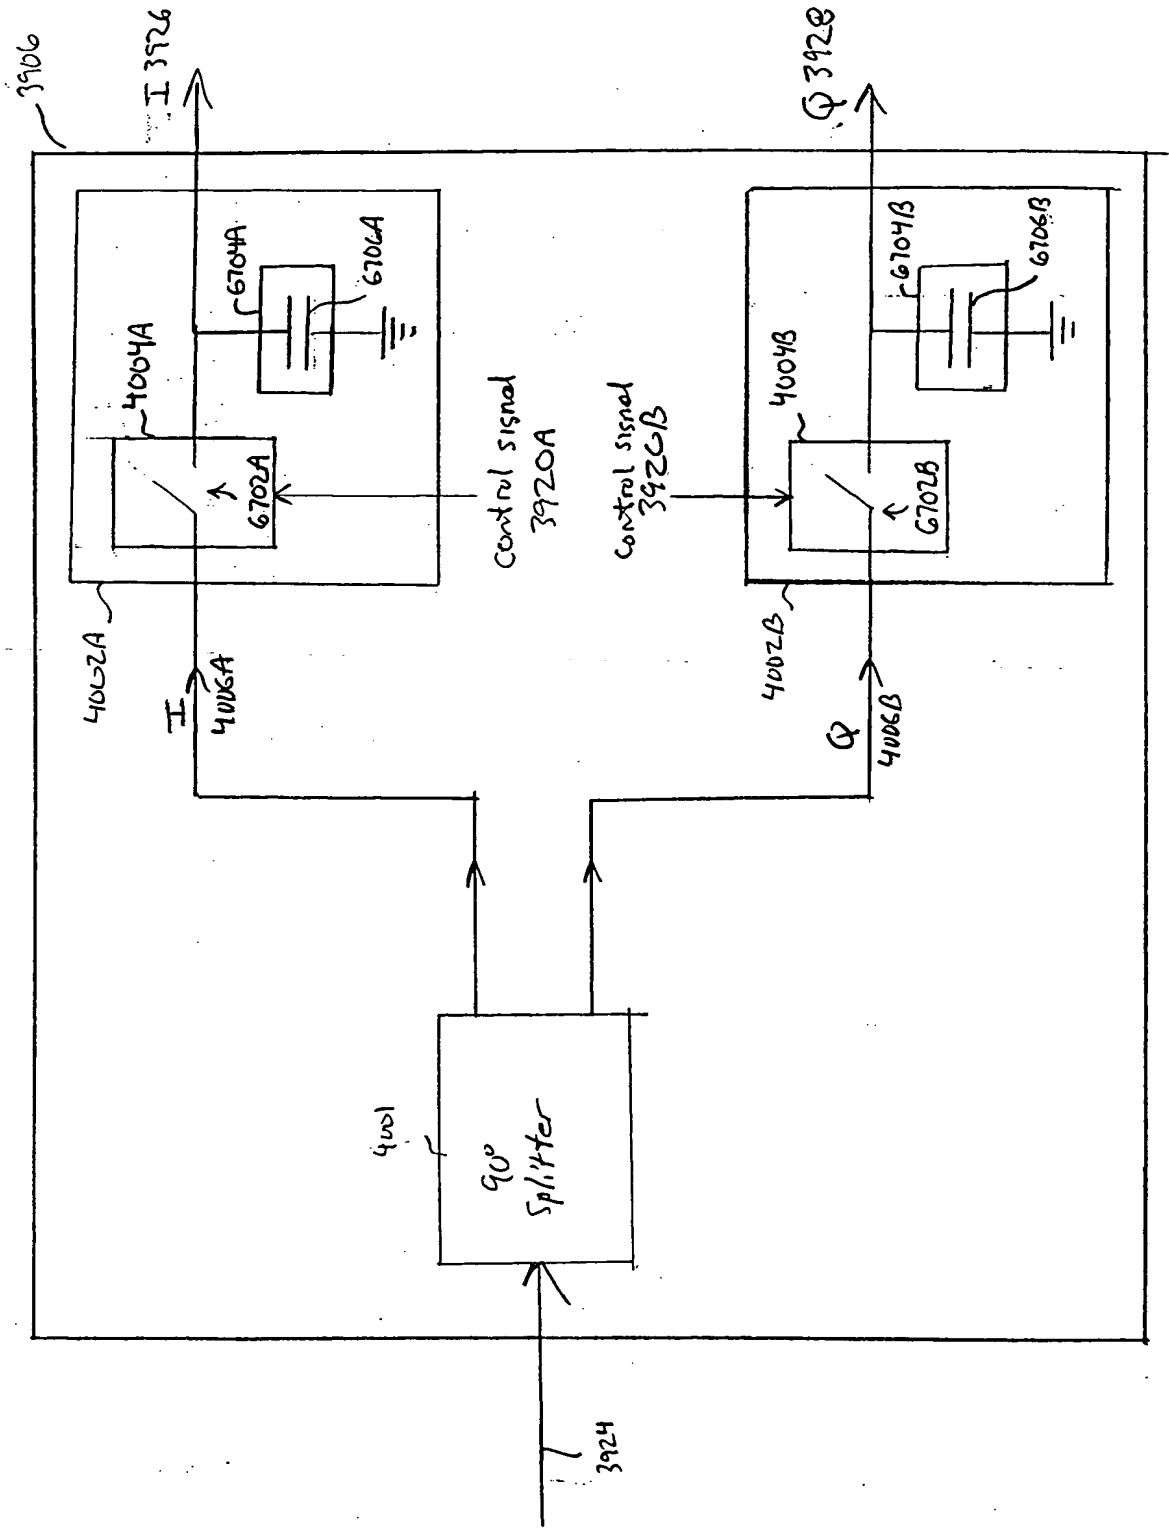 3906
I 3926
Q 3928
4002A
4004A
6702A
6704A
6706A
I
4006A
control signal
3920A
control signal
3920B
4001
90°
splitter
3924
Q
4006B
4002B
4004B
6702B
6704B
6706B